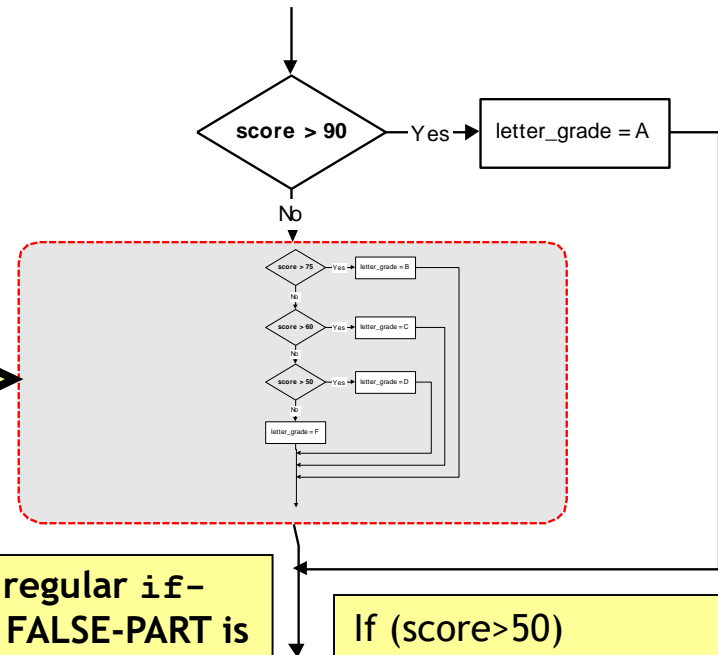 score > 90
Yes
letter_grade = A
No
score > 75
Yes
letter_grade = B
No
score > 60
Yes
letter_grade = C
No
score > 50
Yes
letter_grade = D
No
letter_grade = F
regular if-
FALSE-PART is
If (score>50)